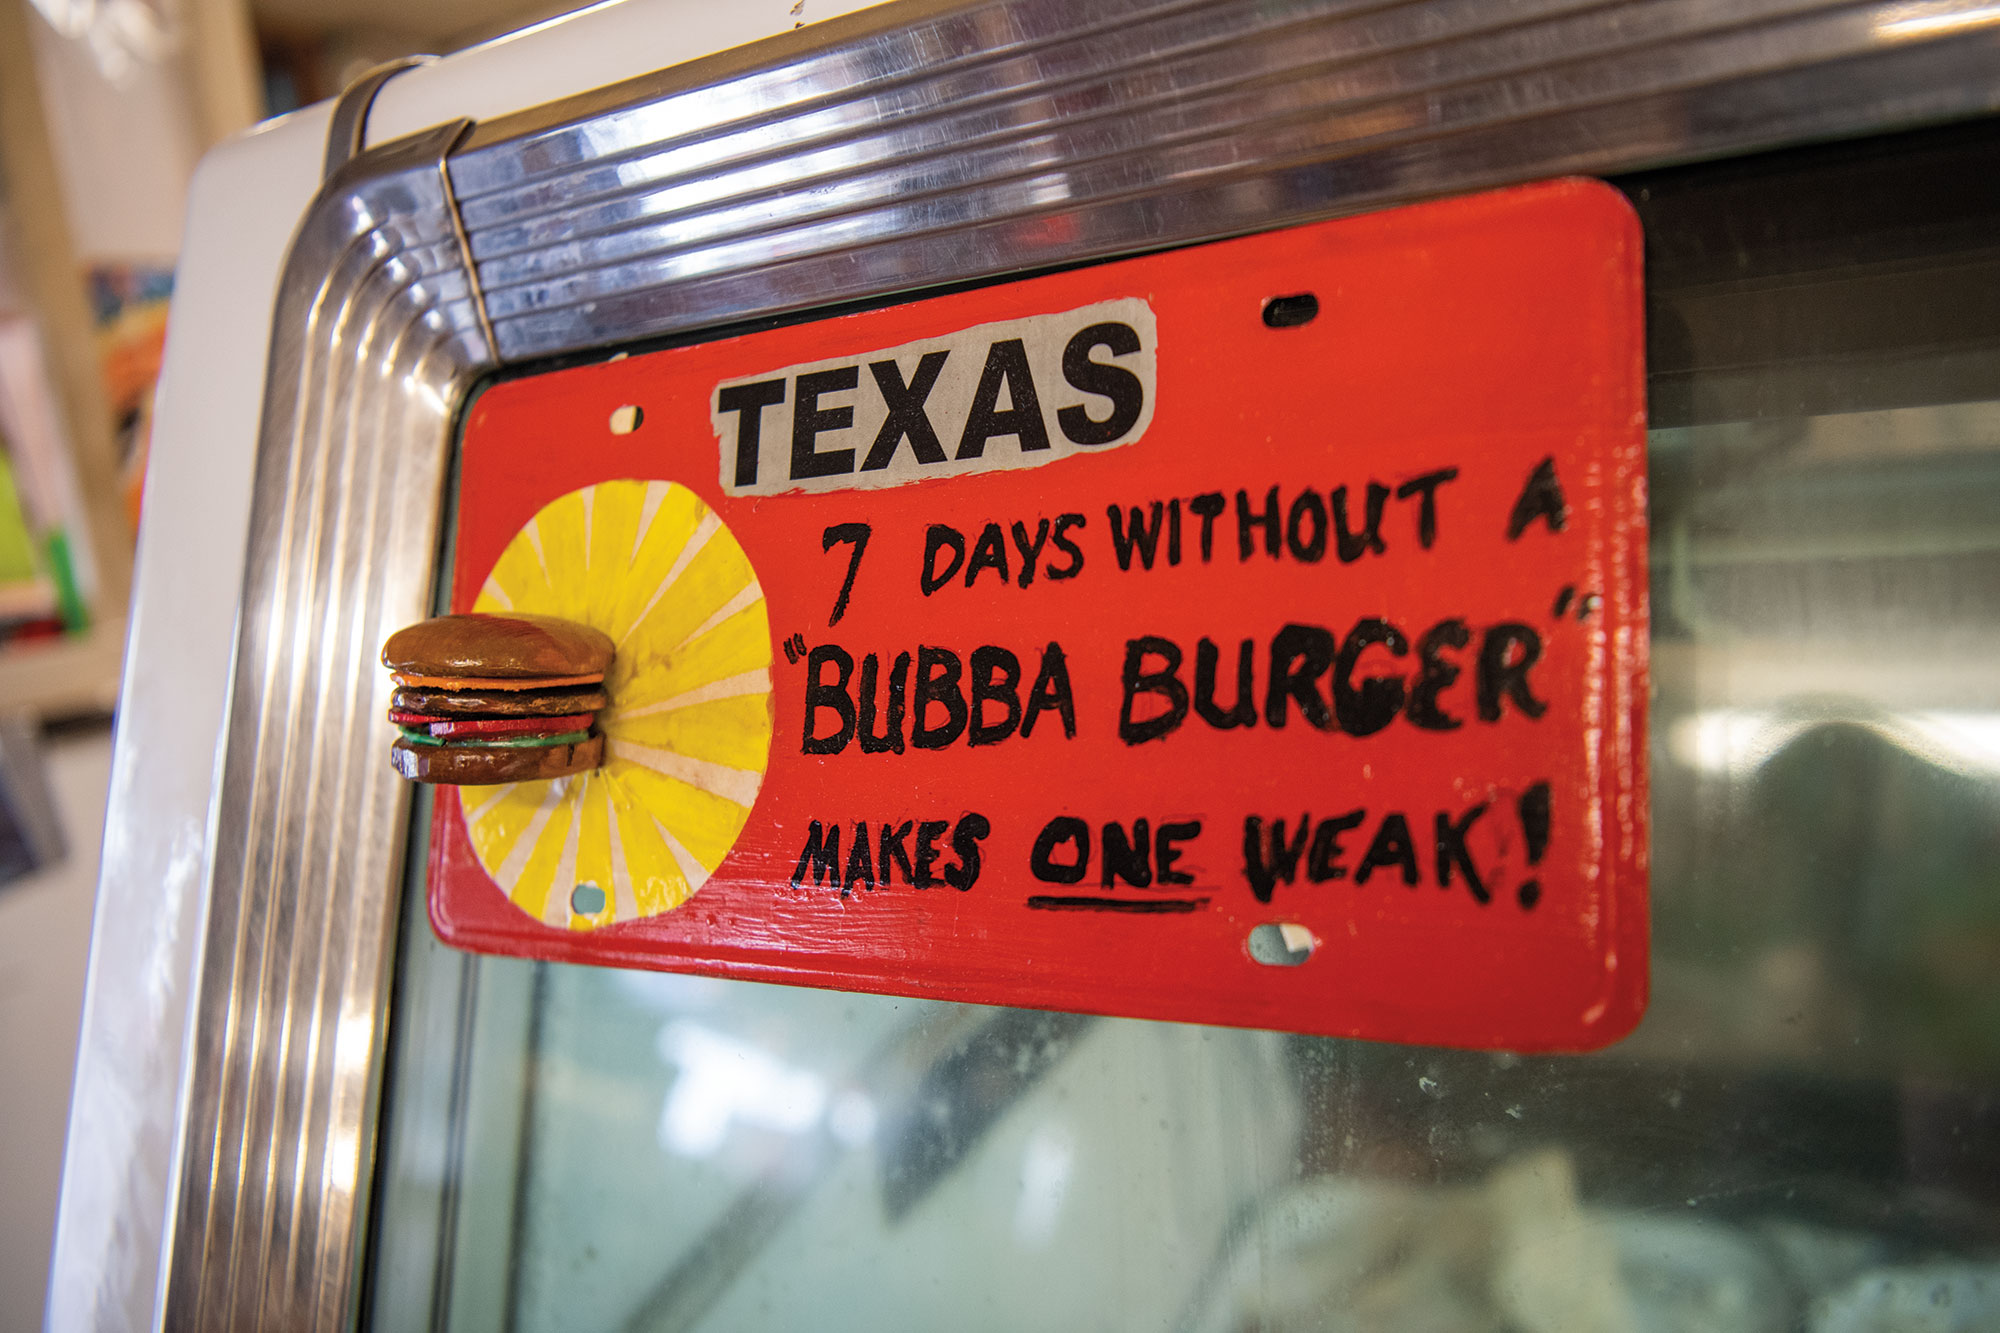 TEXAS
7 DAYS WITHOUT A
"BUBBA BURGER"
MAKES ONE WEAK!